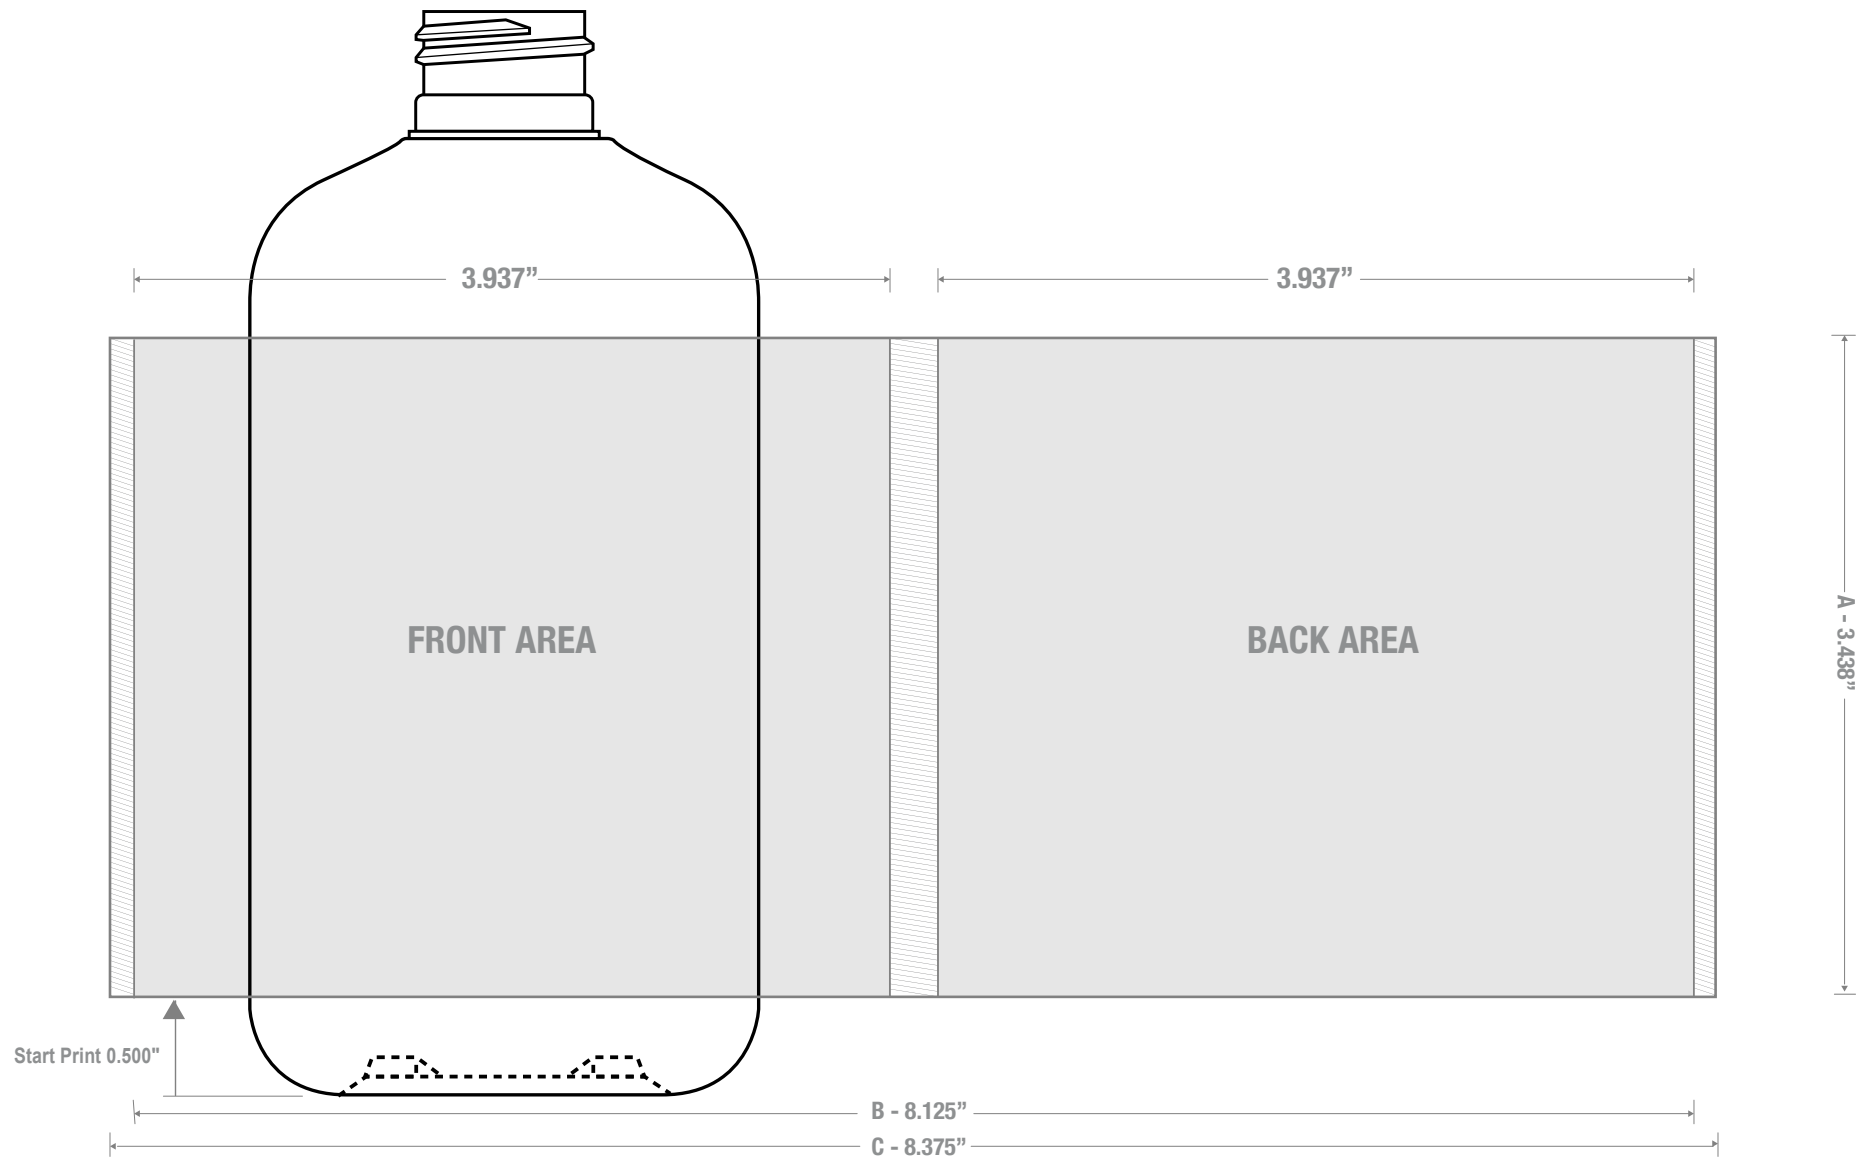 3.937”
3.937”
FRONT AREA
BACK AREA
A - 3.438”
Start Print 0.500"
B - 8.125”
C - 8.375”